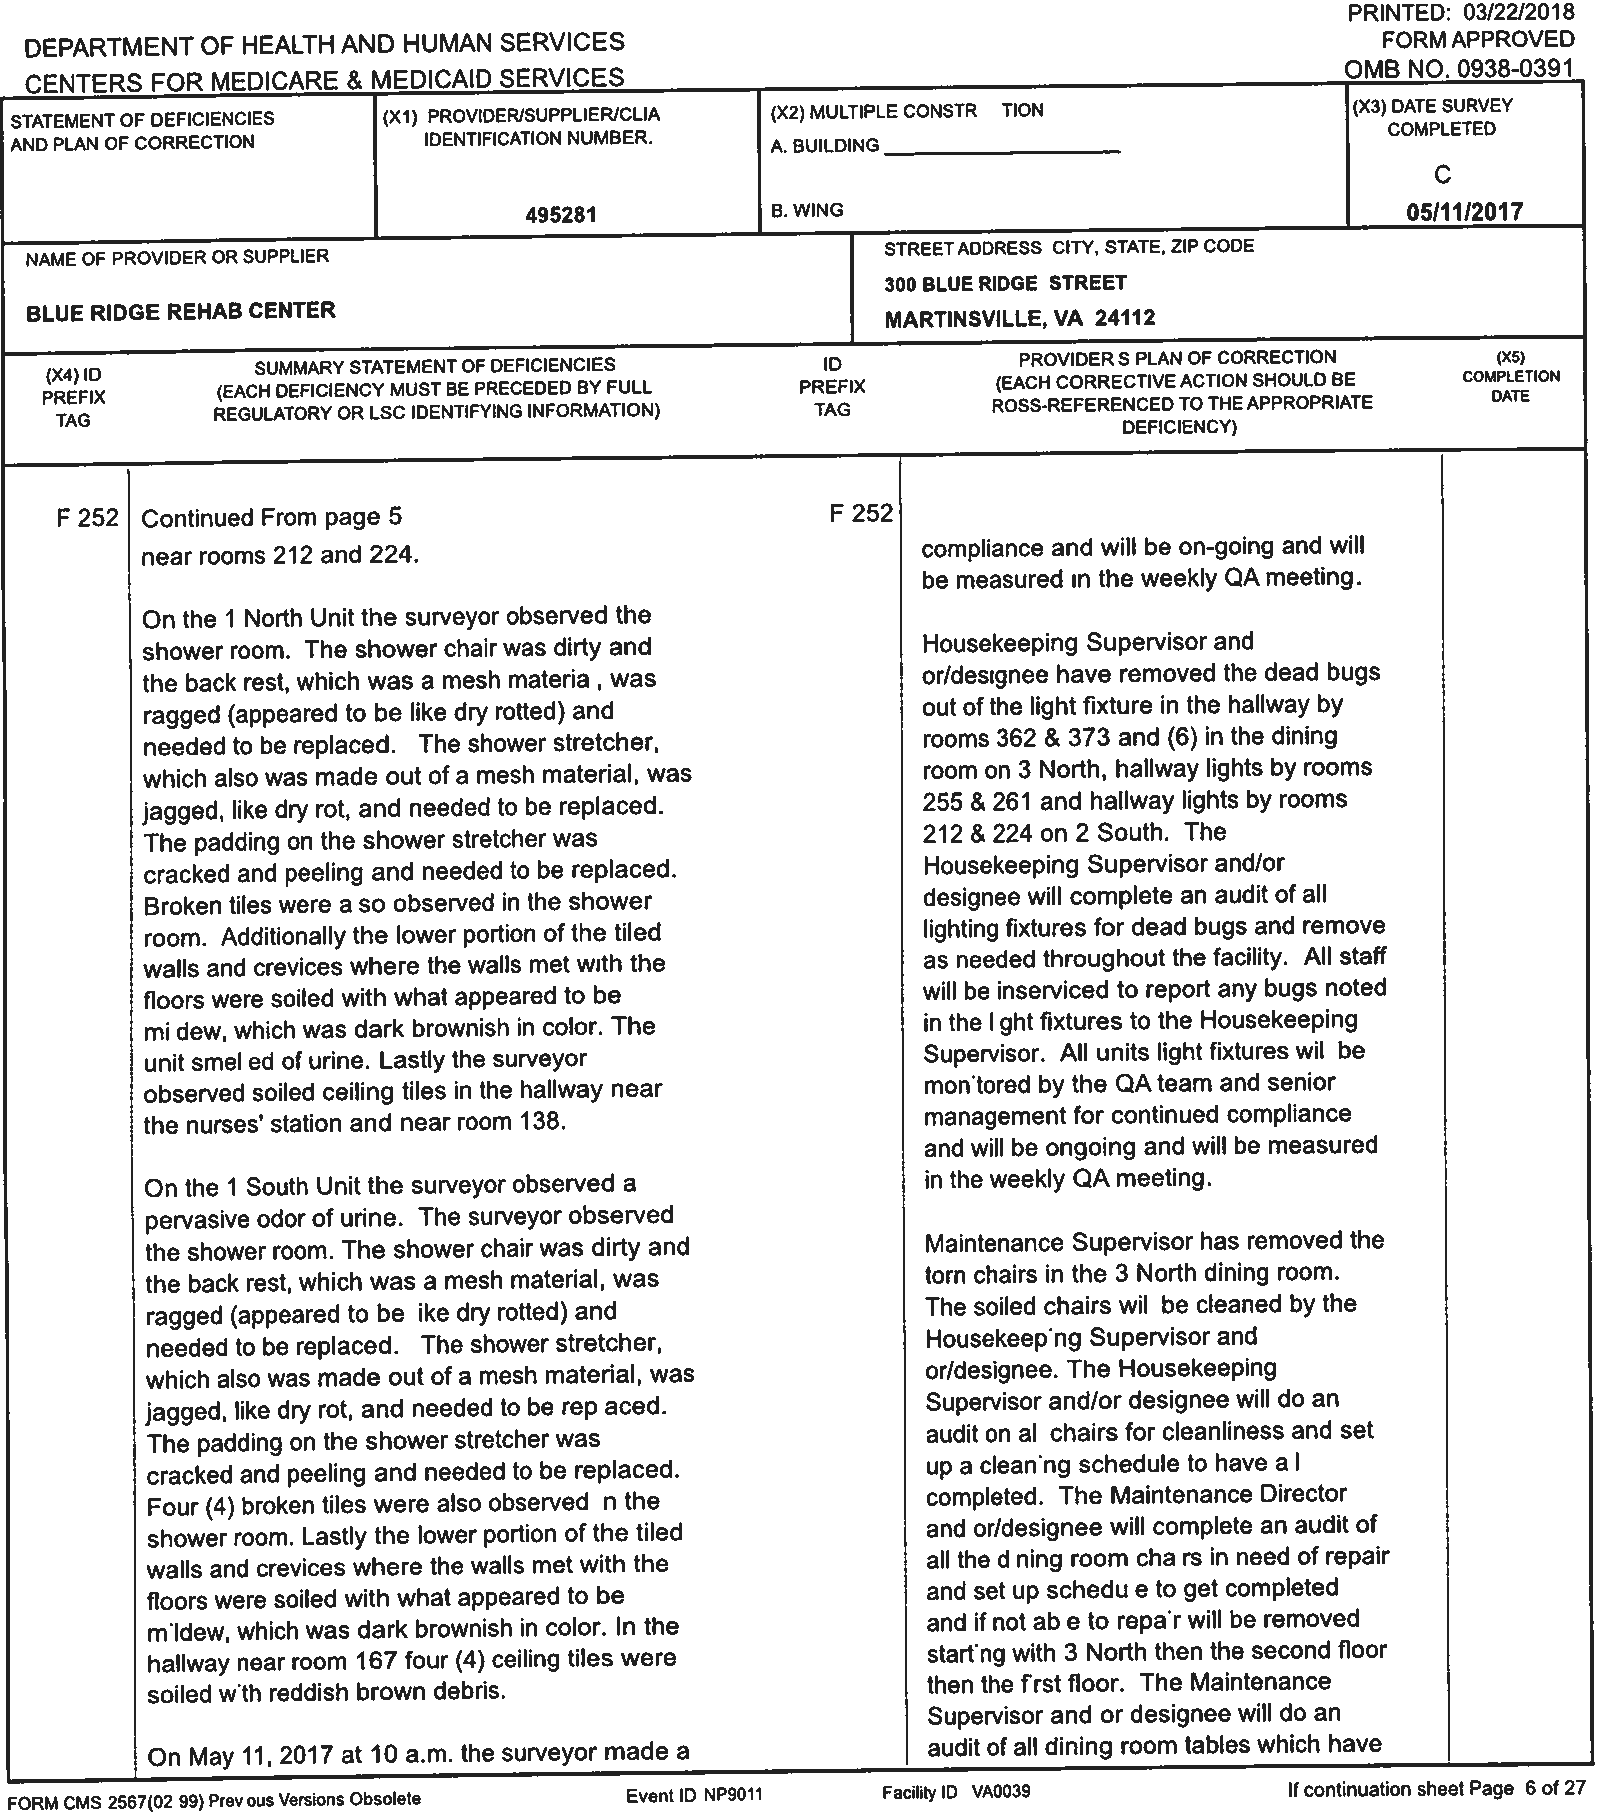 PRINTED: 03/22/2018
DEPARTMENT OF HEALTH AND HUMAN SERVICES
FORM APPROVED
CENTERS FOR MEDICARE & MEDICAID SERVICES
OMB NO. 0938-0391
STATEMENT OF DEFICIENCIES
AND PLAN OF CORRECTION
(X1) PROVIDER/SUPPLIER/CLIA
IDENTIFICATION NUMBER.
495281
(X2) MULTIPLE CONSTR TION
A. BUILDING
B. WING
(X3) DATE SURVEY
COMPLETED
C
05/11/2017
NAME OF PROVIDER OR SUPPLIER
BLUE RIDGE REHAB CENTER
STREET ADDRESS CITY, STATE, ZIP CODE
300 BLUE RIDGE STREET
MARTINSVILLE, VA 24112
(X4) ID
PREFIX
TAG
SUMMARY STATEMENT OF DEFICIENCIES
(EACH DEFICIENCY MUST BE PRECEDED BY FULL
REGULATORY OR LSC IDENTIFYING INFORMATION)
ID
PREFIX
TAG
PROVIDER S PLAN OF CORRECTION
(EACH CORRECTIVE ACTION SHOULD BE
ROSS-REFERENCED TO THE APPROPRIATE
DEFICIENCY)
(X5)
COMPLETION
DATE
F 252
Continued From page 5
near rooms 212 and 224.
On the 1 North Unit the surveyor observed the
shower room. The shower chair was dirty and
the back rest, which was a mesh materia , was
ragged (appeared to be like dry rotted) and
needed to be replaced. The shower stretcher,
which also was made out of a mesh material, was
jagged, like dry rot, and needed to be replaced.
The padding on the shower stretcher was
cracked and peeling and needed to be replaced.
Broken tiles were a so observed in the shower
room. Additionally the lower portion of the tiled
walls and crevices where the walls met with the
floors were soiled with what appeared to be
mi dew, which was dark brownish in color. The
unit smel ed of urine. Lastly the surveyor
observed soiled ceiling tiles in the hallway near
the nurses' station and near room 138.
On the 1 South Unit the surveyor observed a
pervasive odor of urine. The surveyor observed
the shower room. The shower chair was dirty and
the back rest, which was a mesh material, was
ragged (appeared to be ike dry rotted) and
needed to be replaced. The shower stretcher,
which also was made out of a mesh material, was
jagged, like dry rot, and needed to be rep aced.
The padding on the shower stretcher was
cracked and peeling and needed to be replaced.
Four (4) broken tiles were also observed n the
shower room. Lastly the lower portion of the tiled
walls and crevices where the walls met with the
floors were soiled with what appeared to be
m'ldew, which was dark brownish in color. In the
hallway near room 167 four (4) ceiling tiles were
soiled w'th reddish brown debris.
On May 11, 2017 at 10 a.m. the surveyor made a
F 252
compliance and will be on-going and will
be measured in the weekly QA meeting.
Housekeeping Supervisor and
or/designee have removed the dead bugs
out of the light fixture in the hallway by
rooms 362 & 373 and (6) in the dining
room on 3 North, hallway lights by rooms
255 & 261 and hallway lights by rooms
212 & 224 on 2 South. The
Housekeeping Supervisor and/or
designee will complete an audit of all
lighting fixtures for dead bugs and remove
as needed throughout the facility. All staff
will be inserviced to report any bugs noted
in the l ght fixtures to the Housekeeping
Supervisor. All units light fixtures wil be
mon'tored by the QA team and senior
management for continued compliance
and will be ongoing and will be measured
in the weekly QA meeting.
Maintenance Supervisor has removed the
torn chairs in the 3 North dining room.
The soiled chairs wil be cleaned by the
Housekeep'ng Supervisor and
or/designee. The Housekeeping
Supervisor and/or designee will do an
audit on al chairs for cleanliness and set
up a clean'ng schedule to have a l
completed. The Maintenance Director
and or/designee will complete an audit of
all the d ning room cha rs in need of repair
and set up schedu e to get completed
and if not ab e to repa'r will be removed
start'ng with 3 North then the second floor
then the f rst floor. The Maintenance
Supervisor and or designee will do an
audit of all dining room tables which have
FORM CMS 2567(02 99) Prev ous Versions Obsolete
Event ID NP9011
Facility ID VA0039
If continuation sheet Page 6 of 27